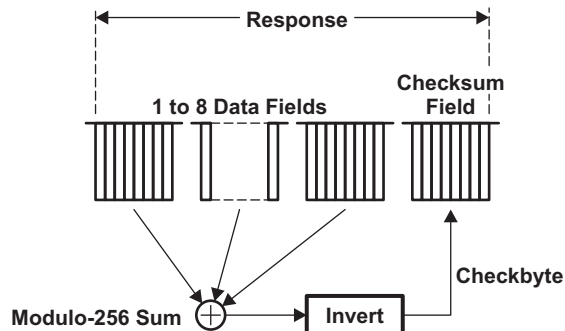 Response
1 to 8 Data Fields
Checksum
Field
Checkbyte
Modulo-256 Sum
Invert